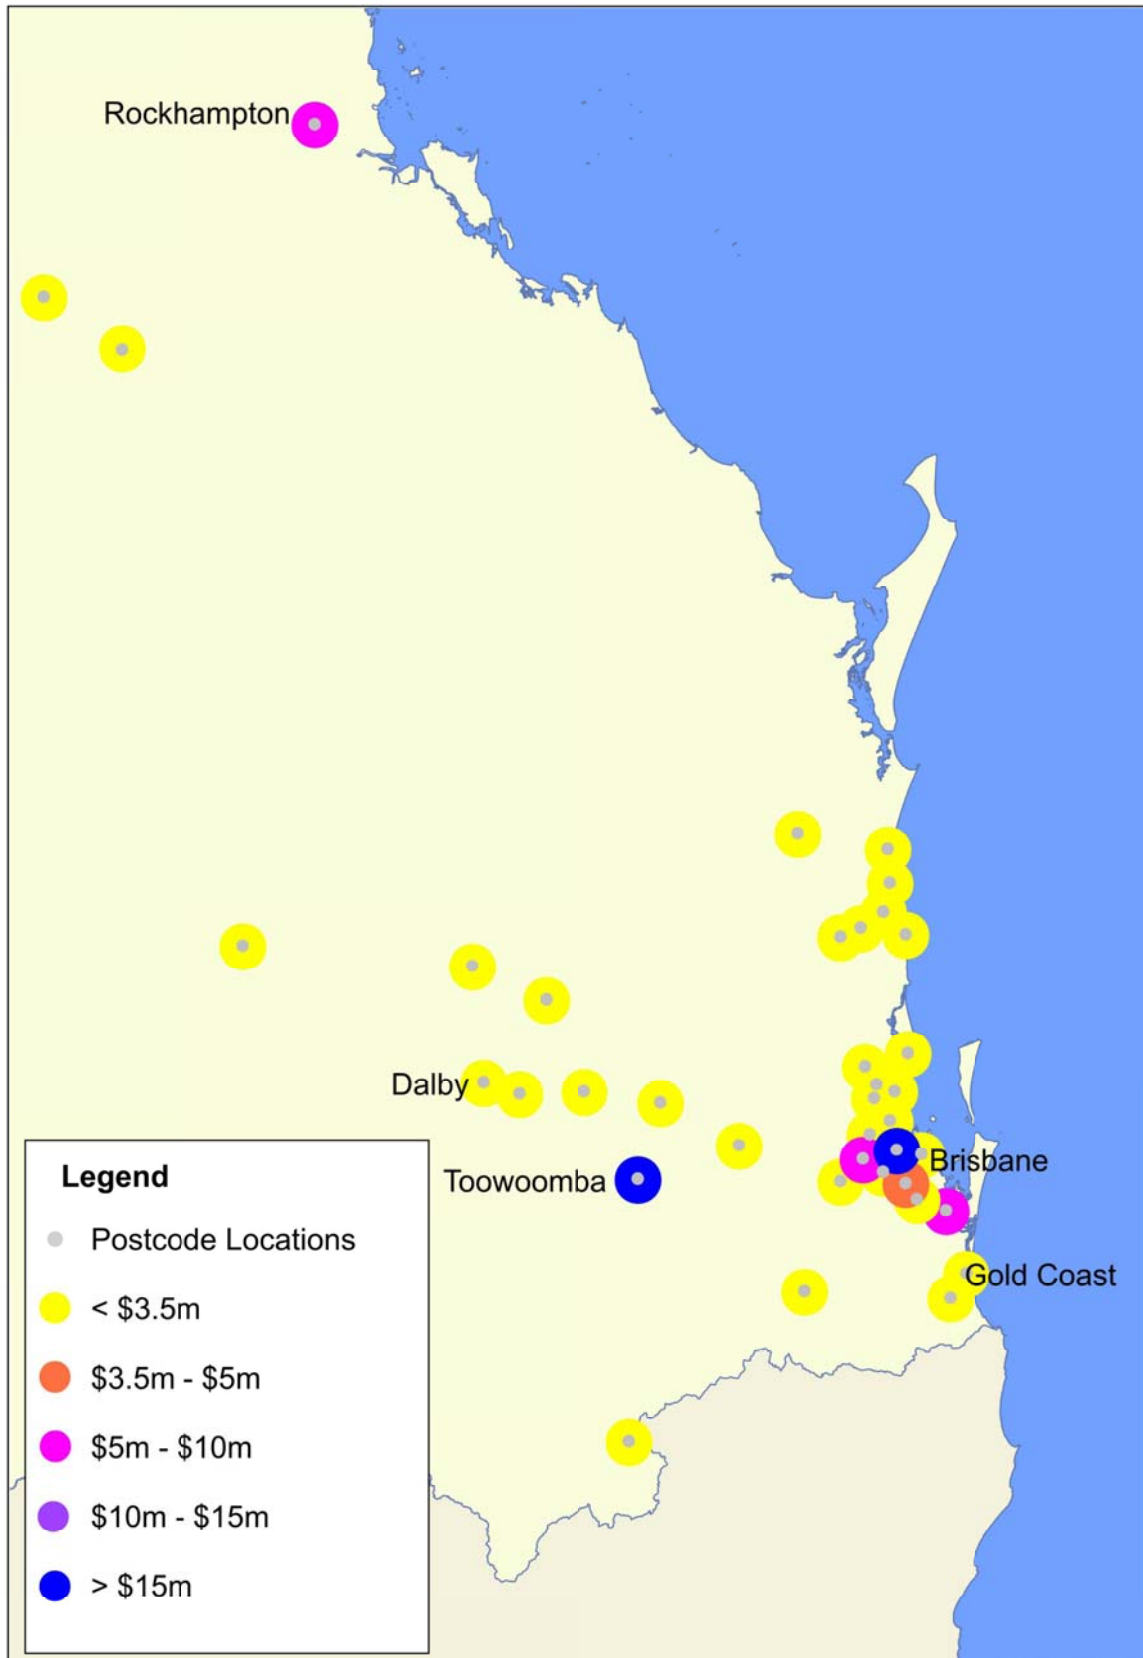 Rockhampton
Dalby
Toowoomba
Brisbane
Gold Coast
Legend
Postcode Locations
< $3.5m
$3.5m - $5m
$5m - $10m
$10m - $15m
> $15m